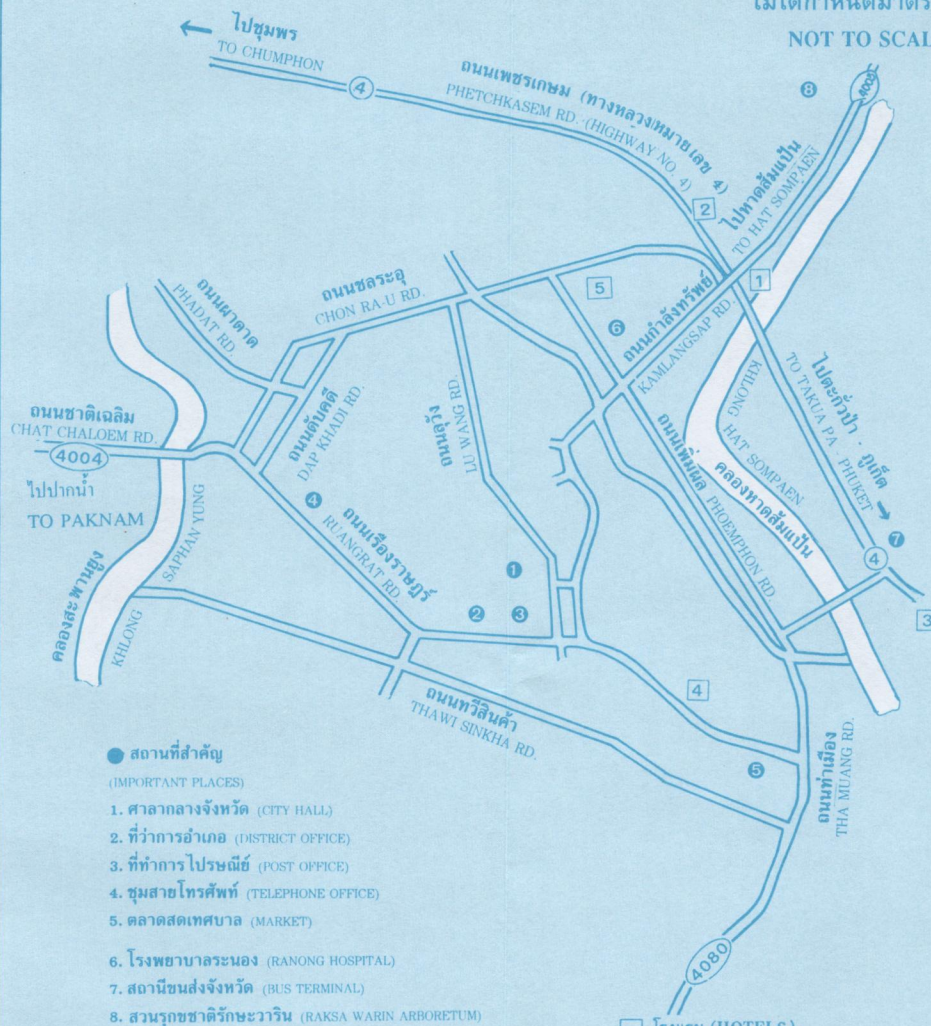 ไม่ได้กำหนดมาตร
NOT TO SCAL
ไปชุมพร
TO CHUMPHON
4
ถนนเพชรเกษม (ทางหลวงหมายเลข 4)
PHETCHKASEM RD. (HIGHWAY NO. 4)
8
2
ไปหาดส้มแป้น
TO HAT SOMPAEN
1
5
6
ถนนกำลังทรัพย์
KAMLANGSAP RD.
ถนนชลระอุ
CHON RA-U RD.
ถนนผาดาด
PHADAT RD.
ถนนชาติเฉลิม
CHAT CHALOEM RD.
4004
ไปปากน้ำ
TO PAKNAM
คลองสะพานยูง
KHLONG SAPHAN YUNG
ถนนดับคดี
DAP KHADI RD.
ถนนลุวัง
LU WANG RD
4
ถนนเรืองราษฎร์
RUANGRAT RD.
1
2
3
ถนนเพิ่มผล
PHOEMPHON RD
คลองหาดส้มแป้น
KHLONG HAT SOMPAEN
ไปตะกั่วป่า · ภูเก็ต
TO TAKUA PA - PHUKET
7
4
3
4
ถนนทวีสินค้า
THAWI SINKHA RD.
5
ถนนท่าเมือง
THA MUANG RD.
4080
สถานที่สำคัญ
(IMPORTANT PLACES)
1. ศาลากลางจังหวัด (CITY HALL)
2. ที่ว่าการอำเภอ (DISTRICT OFFICE)
3. ที่ทำการไปรษณีย์ (POST OFFICE)
4. ชุมสายโทรศัพท์ (TELEPHONE OFFICE)
5. ตลาดสดเทศบาล (MARKET)
6. โรงพยาบาลระนอง (RANONG HOSPITAL)
7. สถานีขนส่งจังหวัด (BUS TERMINAL)
8. สวนรุกขชาติรักษะวาริน (RAKSA WARIN ARBORETUM)
โรงแรม (HOTELS)